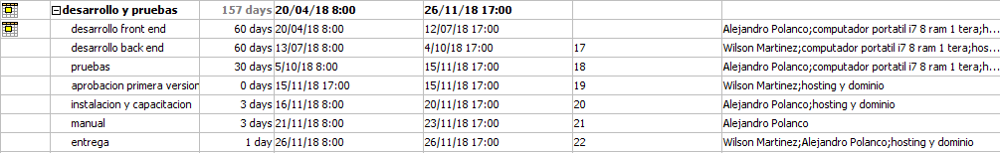 desarrollo y pruebas 157 days 20/04/18 8:00 26/11/18 17:00
desarrollo front end 60 days 20/04/18 8:00 12/07/18 17:00 Alejandro Polanco;computador portatil i7 8 ram 1 tera;h...
desarrollo back end 60 days 13/07/18 8:00 4/10/18 17:00 17 Wilson Martinez;computador portatil i7 8 ram 1 tera;hos...
pruebas 30 days 5/10/18 8:00 15/11/18 17:00 18 Alejandro Polanco;computador portatil i7 8 ram 1 tera;h...
aprobacion primera version 0 days 15/11/18 17:00 15/11/18 17:00 19 Wilson Martinez;hosting y dominio
instalacion y capacitacion 3 days 16/11/18 8:00 20/11/18 17:00 20 Alejandro Polanco;hosting y dominio
manual 3 days 21/11/18 8:00 23/11/18 17:00 21 Alejandro Polanco
entrega 1 day 26/11/18 8:00 26/11/18 17:00 22 Wilson Martinez;Alejandro Polanco;hosting y dominio